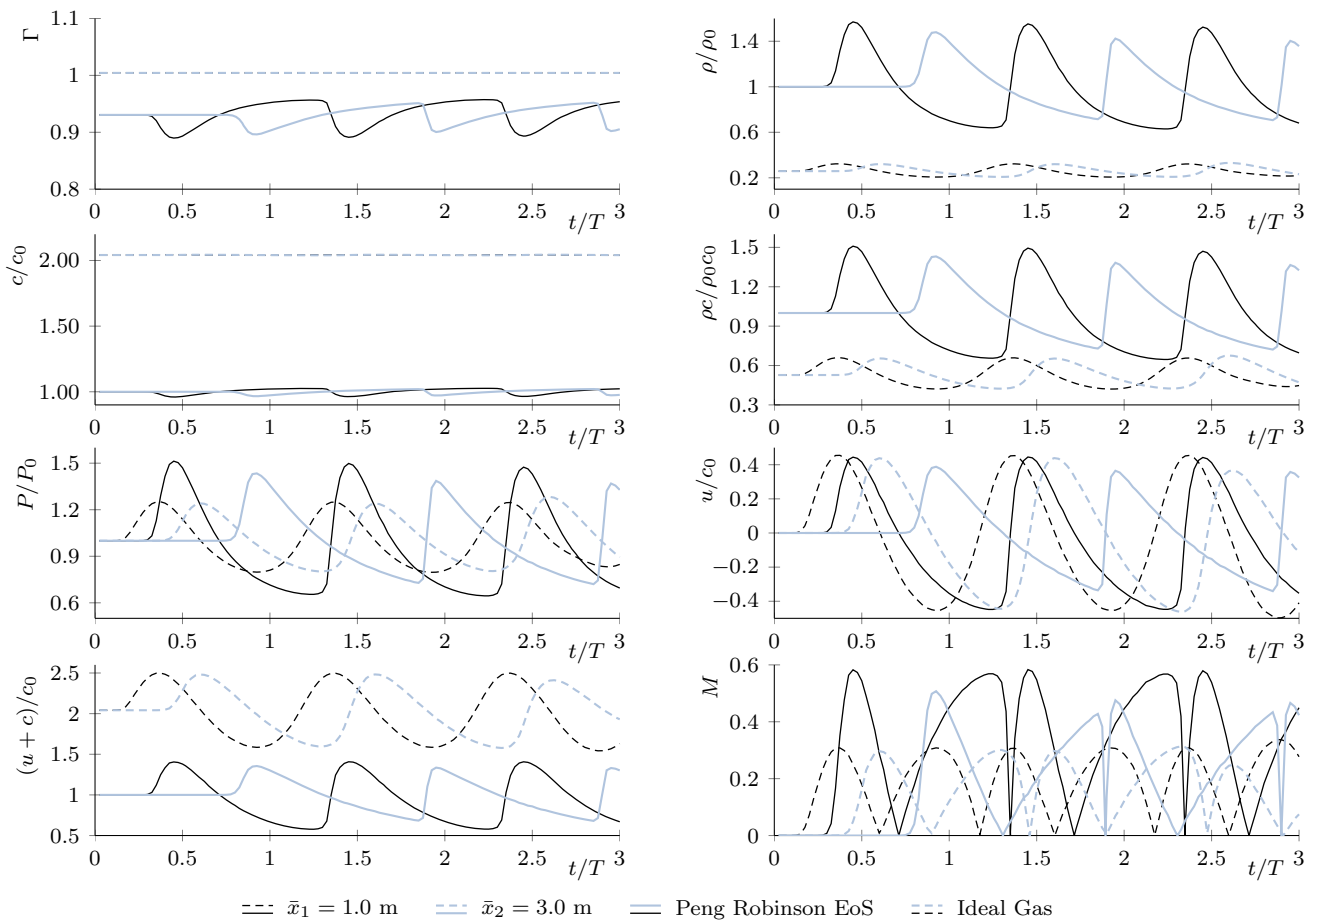 1.1
1
0.9
0.8
Γ
0 0.5 1 1.5 2 2.5 3
t/T
1.4
1
0.6
0.2
ρ/ρ₀
0 0.5 1 1.5 2 2.5 3
t/T
2.00
1.50
1.00
c/c₀
0 0.5 1 1.5 2 2.5 3
t/T
1.5
1.2
0.9
0.6
0.3
ρc/ρ₀c₀
0 0.5 1 1.5 2 2.5 3
t/T
1.5
1.2
0.9
0.6
P/P₀
0 0.5 1 1.5 2 2.5 3
t/T
0.4
0.2
0
−0.2
−0.4
u/c₀
0 0.5 1 1.5 2 2.5 3
t/T
2.5
2
1.5
1
0.5
(u + c)/c₀
0 0.5 1 1.5 2 2.5 3
t/T
0.6
0.4
0.2
0
M
0 0.5 1 1.5 2 2.5 3
t/T
x̄₁ = 1.0 m x̄₂ = 3.0 m Peng Robinson EoS Ideal Gas